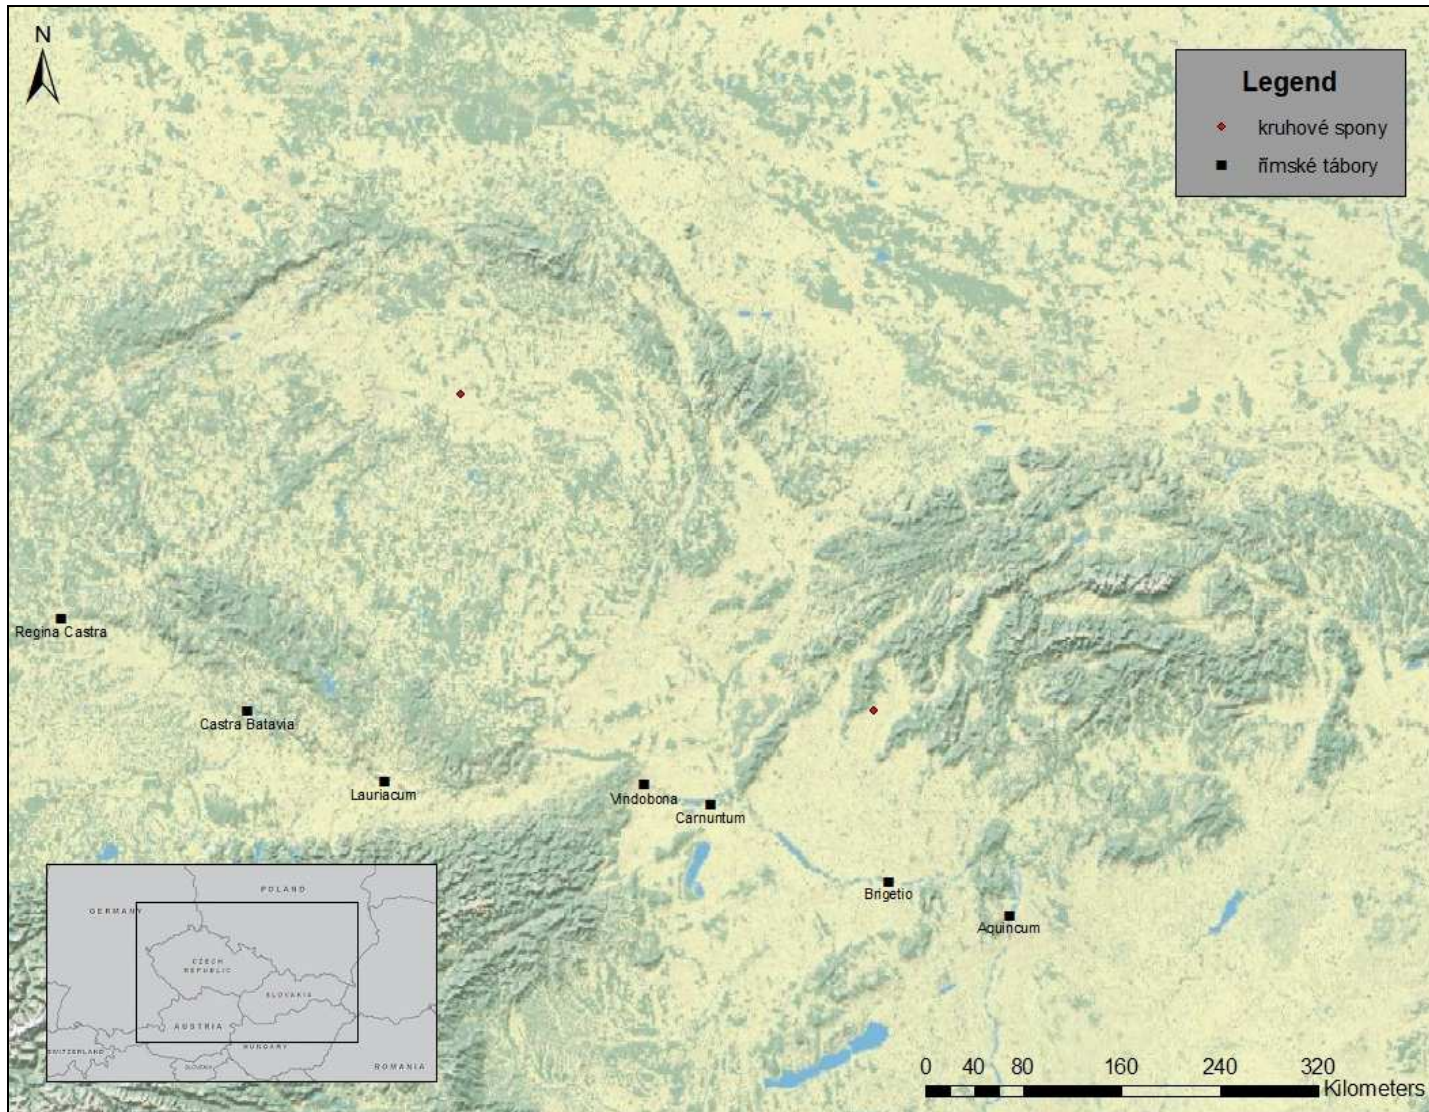 N
Legend
kruhové spony
římské tábory
Regina Castra
Castra Batavia
Lauriacum
Vindobona
Carnuntum
Brigetio
Aquincum
POLAND
GERMANY
CZECH
REPUBLIC
SLOVAKIA
AUSTRIA
SWITZERLAND
HUNGARY
SLOVENIA
ROMANIA
0 40 80 160 240 320
Kilometers